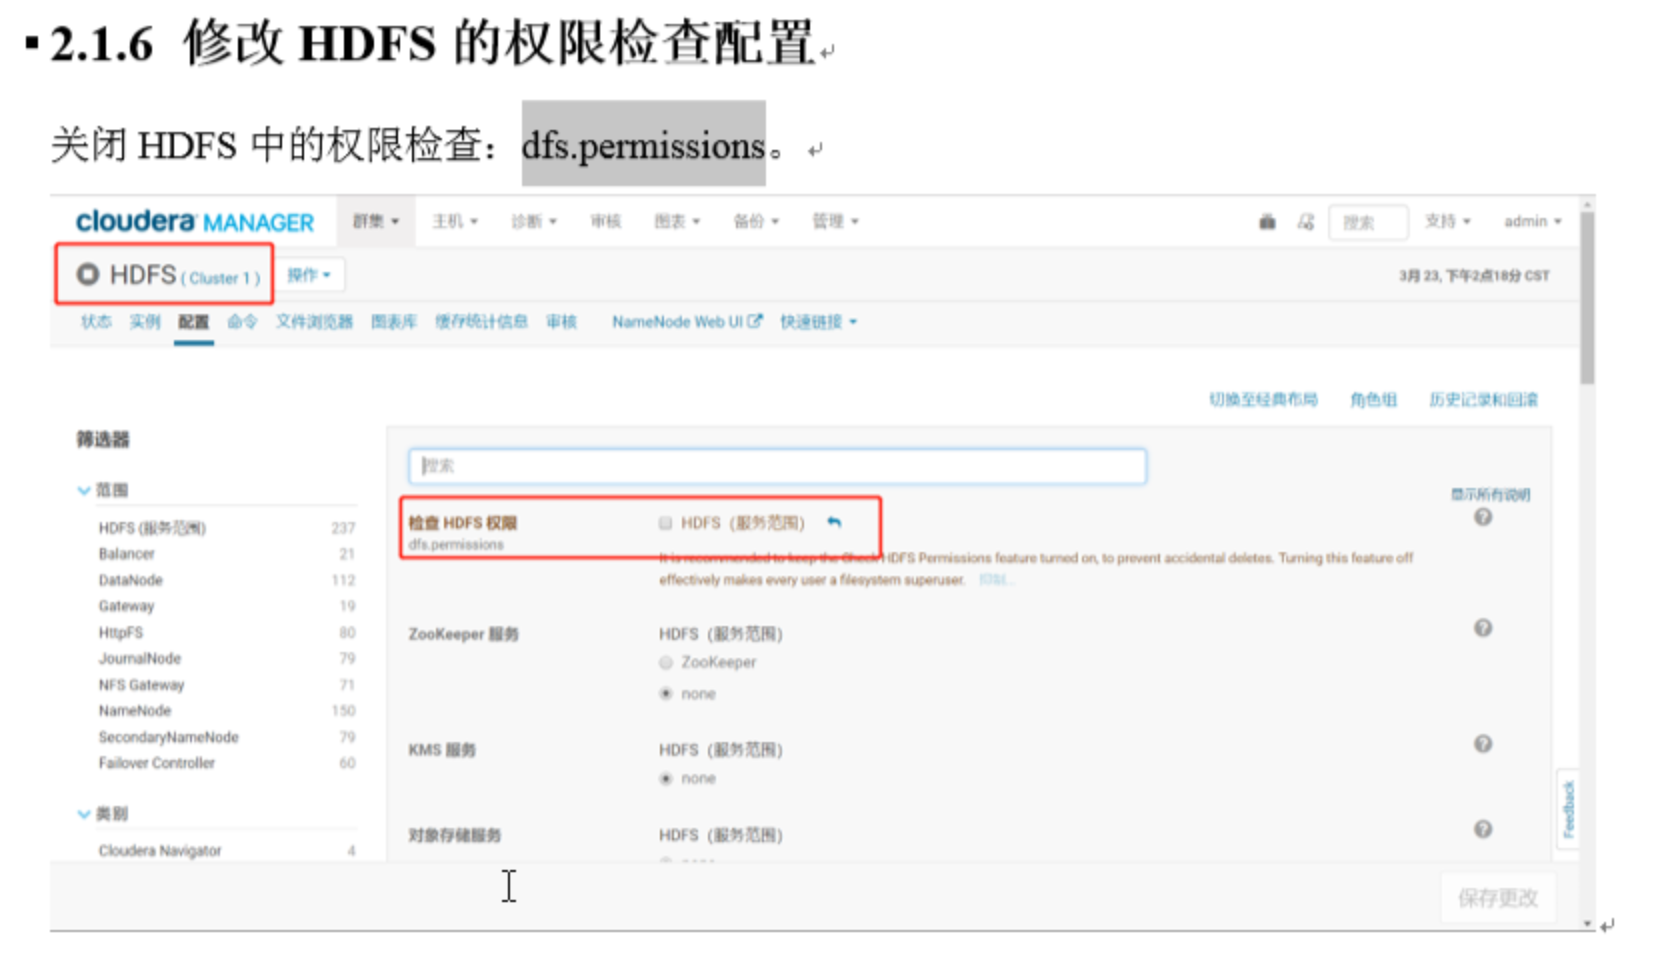 2.1.6 修改 HDFS 的权限检查配置
关闭 HDFS 中的权限检查：dfs.permissions。
cloudera MANAGER 群集 主机 诊断 审核 图表 备份 管理 搜索 支持 admin
HDFS (Cluster 1) 操作 3月 23, 下午2点18分 CST
状态 实例 配置 命令 文件浏览器 图表库 缓存统计信息 审核 NameNode Web UI 快速链接
切换至经典布局 角色组 历史记录和回滚
筛选器
搜索
范围
显示所有说明
HDFS (服务范围) 237
检查 HDFS 权限 HDFS（服务范围）
dfs.permissions
Balancer 21
It is recommended to keep the Check HDFS Permissions feature turned on, to prevent accidental deletes. Turning this feature off
effectively makes every user a filesystem superuser. 抑制...
DataNode 112
Gateway 19
HttpFS 80
ZooKeeper 服务 HDFS（服务范围）
JournalNode 79
ZooKeeper
NFS Gateway 71
none
NameNode 150
SecondaryNameNode 79
KMS 服务 HDFS（服务范围）
Failover Controller 60
none
类别
对象存储服务 HDFS（服务范围）
Cloudera Navigator 4
Feedback
保存更改